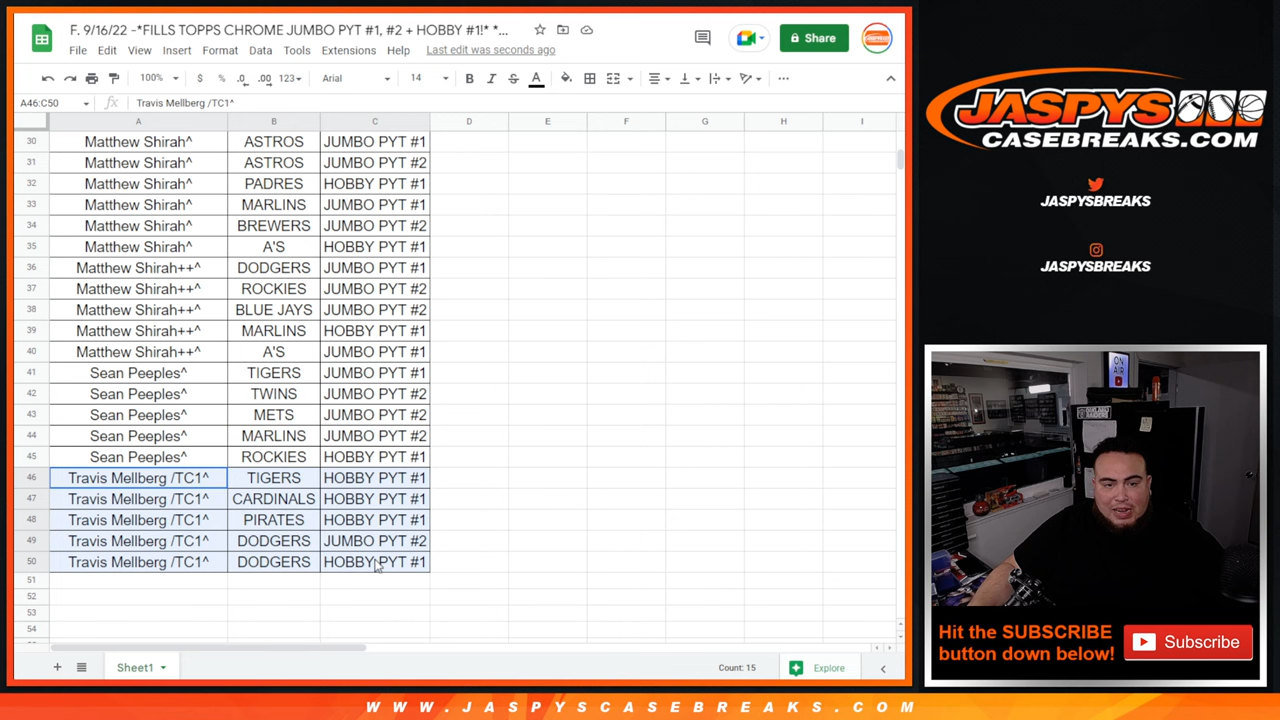 F. 9/16/22 -*FILLS TOPPS CHROME JUMBO PYT #1, #2 + HOBBY #1!* *...
File Edit View Insert Format Data Tools Extensions Help Last edit was seconds ago
Share
100% $ % .0 .00 123 Arial 14 B I S A
A46:C50 fx Travis Mellberg /TC1^
A B C D E F G H I
30 Matthew Shirah^ ASTROS JUMBO PYT #1
31 Matthew Shirah^ ASTROS JUMBO PYT #2
32 Matthew Shirah^ PADRES HOBBY PYT #1
33 Matthew Shirah^ MARLINS JUMBO PYT #1
34 Matthew Shirah^ BREWERS JUMBO PYT #2
35 Matthew Shirah^ A'S HOBBY PYT #1
36 Matthew Shirah++^ DODGERS JUMBO PYT #1
37 Matthew Shirah++^ ROCKIES JUMBO PYT #2
38 Matthew Shirah++^ BLUE JAYS JUMBO PYT #2
39 Matthew Shirah++^ MARLINS HOBBY PYT #1
40 Matthew Shirah++^ A'S JUMBO PYT #1
41 Sean Peeples^ TIGERS JUMBO PYT #1
42 Sean Peeples^ TWINS JUMBO PYT #2
43 Sean Peeples^ METS JUMBO PYT #2
44 Sean Peeples^ MARLINS JUMBO PYT #2
45 Sean Peeples^ ROCKIES HOBBY PYT #1
46 Travis Mellberg /TC1^ TIGERS HOBBY PYT #1
47 Travis Mellberg /TC1^ CARDINALS HOBBY PYT #1
48 Travis Mellberg /TC1^ PIRATES HOBBY PYT #1
49 Travis Mellberg /TC1^ DODGERS JUMBO PYT #2
50 Travis Mellberg /TC1^ DODGERS HOBBY PYT #1
51
52
53
54
Sheet1 Count: 15 Explore
JASPYS
CASEBREAKS.COM
JASPYSBREAKS
JASPYSBREAKS
ON
AIR
Hit the SUBSCRIBE
button down below!
Subscribe
WWW.JASPYSCASEBREAKS.COM